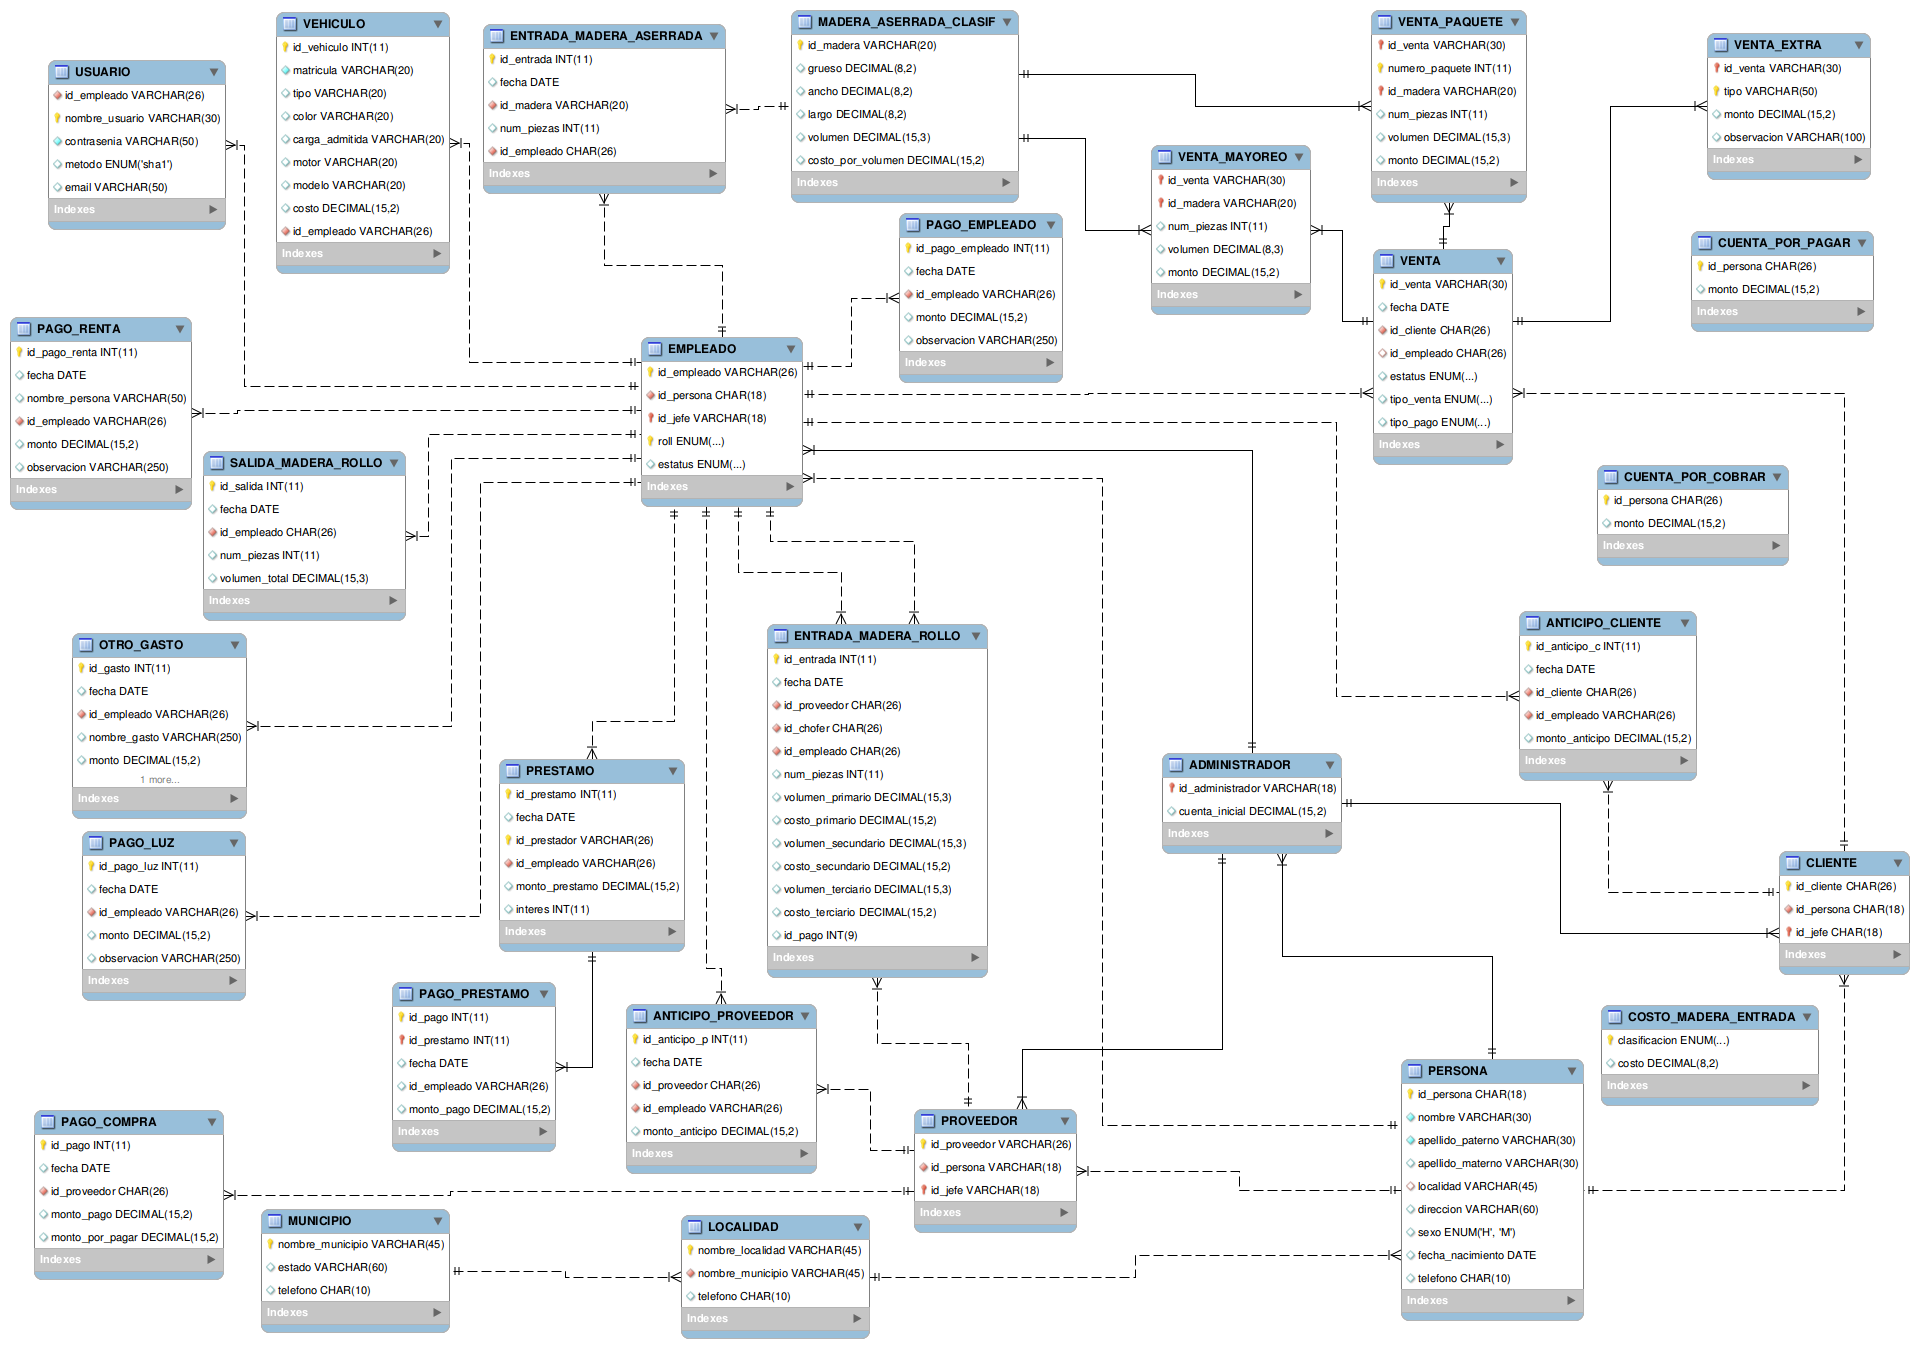 USUARIO
id_empleado VARCHAR(26)
nombre_usuario VARCHAR(30)
contrasenia VARCHAR(50)
metodo ENUM('sha1')
email VARCHAR(50)
Indexes
VEHICULO
id_vehiculo INT(11)
matricula VARCHAR(20)
tipo VARCHAR(20)
color VARCHAR(20)
carga_admitida VARCHAR(20)
motor VARCHAR(20)
modelo VARCHAR(20)
costo DECIMAL(15,2)
id_empleado VARCHAR(26)
Indexes
ENTRADA_MADERA_ASERRADA
id_entrada INT(11)
fecha DATE
id_madera VARCHAR(20)
num_piezas INT(11)
id_empleado CHAR(26)
Indexes
MADERA_ASERRADA_CLASIF
id_madera VARCHAR(20)
grueso DECIMAL(8,2)
ancho DECIMAL(8,2)
largo DECIMAL(8,2)
volumen DECIMAL(15,3)
costo_por_volumen DECIMAL(15,2)
Indexes
VENTA_PAQUETE
id_venta VARCHAR(30)
numero_paquete INT(11)
id_madera VARCHAR(20)
num_piezas INT(11)
volumen DECIMAL(15,3)
monto DECIMAL(15,2)
Indexes
VENTA_EXTRA
id_venta VARCHAR(30)
tipo VARCHAR(50)
monto DECIMAL(15,2)
observacion VARCHAR(100)
Indexes
VENTA_MAYOREO
id_venta VARCHAR(30)
id_madera VARCHAR(20)
num_piezas INT(11)
volumen DECIMAL(8,3)
monto DECIMAL(15,2)
Indexes
PAGO_EMPLEADO
id_pago_empleado INT(11)
fecha DATE
id_empleado VARCHAR(26)
monto DECIMAL(15,2)
observacion VARCHAR(250)
Indexes
VENTA
id_venta VARCHAR(30)
fecha DATE
id_cliente CHAR(26)
id_empleado CHAR(26)
estatus ENUM(...)
tipo_venta ENUM(...)
tipo_pago ENUM(...)
Indexes
CUENTA_POR_PAGAR
id_persona CHAR(26)
monto DECIMAL(15,2)
Indexes
PAGO_RENTA
id_pago_renta INT(11)
fecha DATE
nombre_persona VARCHAR(50)
id_empleado VARCHAR(26)
monto DECIMAL(15,2)
observacion VARCHAR(250)
Indexes
EMPLEADO
id_empleado VARCHAR(26)
id_persona CHAR(18)
id_jefe VARCHAR(18)
roll ENUM(...)
estatus ENUM(...)
Indexes
SALIDA_MADERA_ROLLO
id_salida INT(11)
fecha DATE
id_empleado CHAR(26)
num_piezas INT(11)
volumen_total DECIMAL(15,3)
Indexes
CUENTA_POR_COBRAR
id_persona CHAR(26)
monto DECIMAL(15,2)
Indexes
OTRO_GASTO
id_gasto INT(11)
fecha DATE
id_empleado VARCHAR(26)
nombre_gasto VARCHAR(250)
monto DECIMAL(15,2)
1 more...
Indexes
ENTRADA_MADERA_ROLLO
id_entrada INT(11)
fecha DATE
id_proveedor CHAR(26)
id_chofer CHAR(26)
id_empleado CHAR(26)
num_piezas INT(11)
volumen_primario DECIMAL(15,3)
costo_primario DECIMAL(15,2)
volumen_secundario DECIMAL(15,3)
costo_secundario DECIMAL(15,2)
volumen_terciario DECIMAL(15,3)
costo_terciario DECIMAL(15,2)
id_pago INT(9)
Indexes
ANTICIPO_CLIENTE
id_anticipo_c INT(11)
fecha DATE
id_cliente CHAR(26)
id_empleado VARCHAR(26)
monto_anticipo DECIMAL(15,2)
Indexes
PRESTAMO
id_prestamo INT(11)
fecha DATE
id_prestador VARCHAR(26)
id_empleado VARCHAR(26)
monto_prestamo DECIMAL(15,2)
interes INT(11)
Indexes
ADMINISTRADOR
id_administrador VARCHAR(18)
cuenta_inicial DECIMAL(15,2)
Indexes
PAGO_LUZ
id_pago_luz INT(11)
fecha DATE
id_empleado VARCHAR(26)
monto DECIMAL(15,2)
observacion VARCHAR(250)
Indexes
CLIENTE
id_cliente CHAR(26)
id_persona CHAR(18)
id_jefe CHAR(18)
Indexes
PAGO_PRESTAMO
id_pago INT(11)
id_prestamo INT(11)
fecha DATE
id_empleado VARCHAR(26)
monto_pago DECIMAL(15,2)
Indexes
ANTICIPO_PROVEEDOR
id_anticipo_p INT(11)
fecha DATE
id_proveedor CHAR(26)
id_empleado VARCHAR(26)
monto_anticipo DECIMAL(15,2)
Indexes
COSTO_MADERA_ENTRADA
clasificacion ENUM(...)
costo DECIMAL(8,2)
Indexes
PERSONA
id_persona CHAR(18)
nombre VARCHAR(30)
apellido_paterno VARCHAR(30)
apellido_materno VARCHAR(30)
localidad VARCHAR(45)
direccion VARCHAR(60)
sexo ENUM('H', 'M')
fecha_nacimiento DATE
telefono CHAR(10)
Indexes
PAGO_COMPRA
id_pago INT(11)
fecha DATE
id_proveedor CHAR(26)
monto_pago DECIMAL(15,2)
monto_por_pagar DECIMAL(15,2)
Indexes
PROVEEDOR
id_proveedor VARCHAR(26)
id_persona VARCHAR(18)
id_jefe VARCHAR(18)
Indexes
MUNICIPIO
nombre_municipio VARCHAR(45)
estado VARCHAR(60)
telefono CHAR(10)
Indexes
LOCALIDAD
nombre_localidad VARCHAR(45)
nombre_municipio VARCHAR(45)
telefono CHAR(10)
Indexes